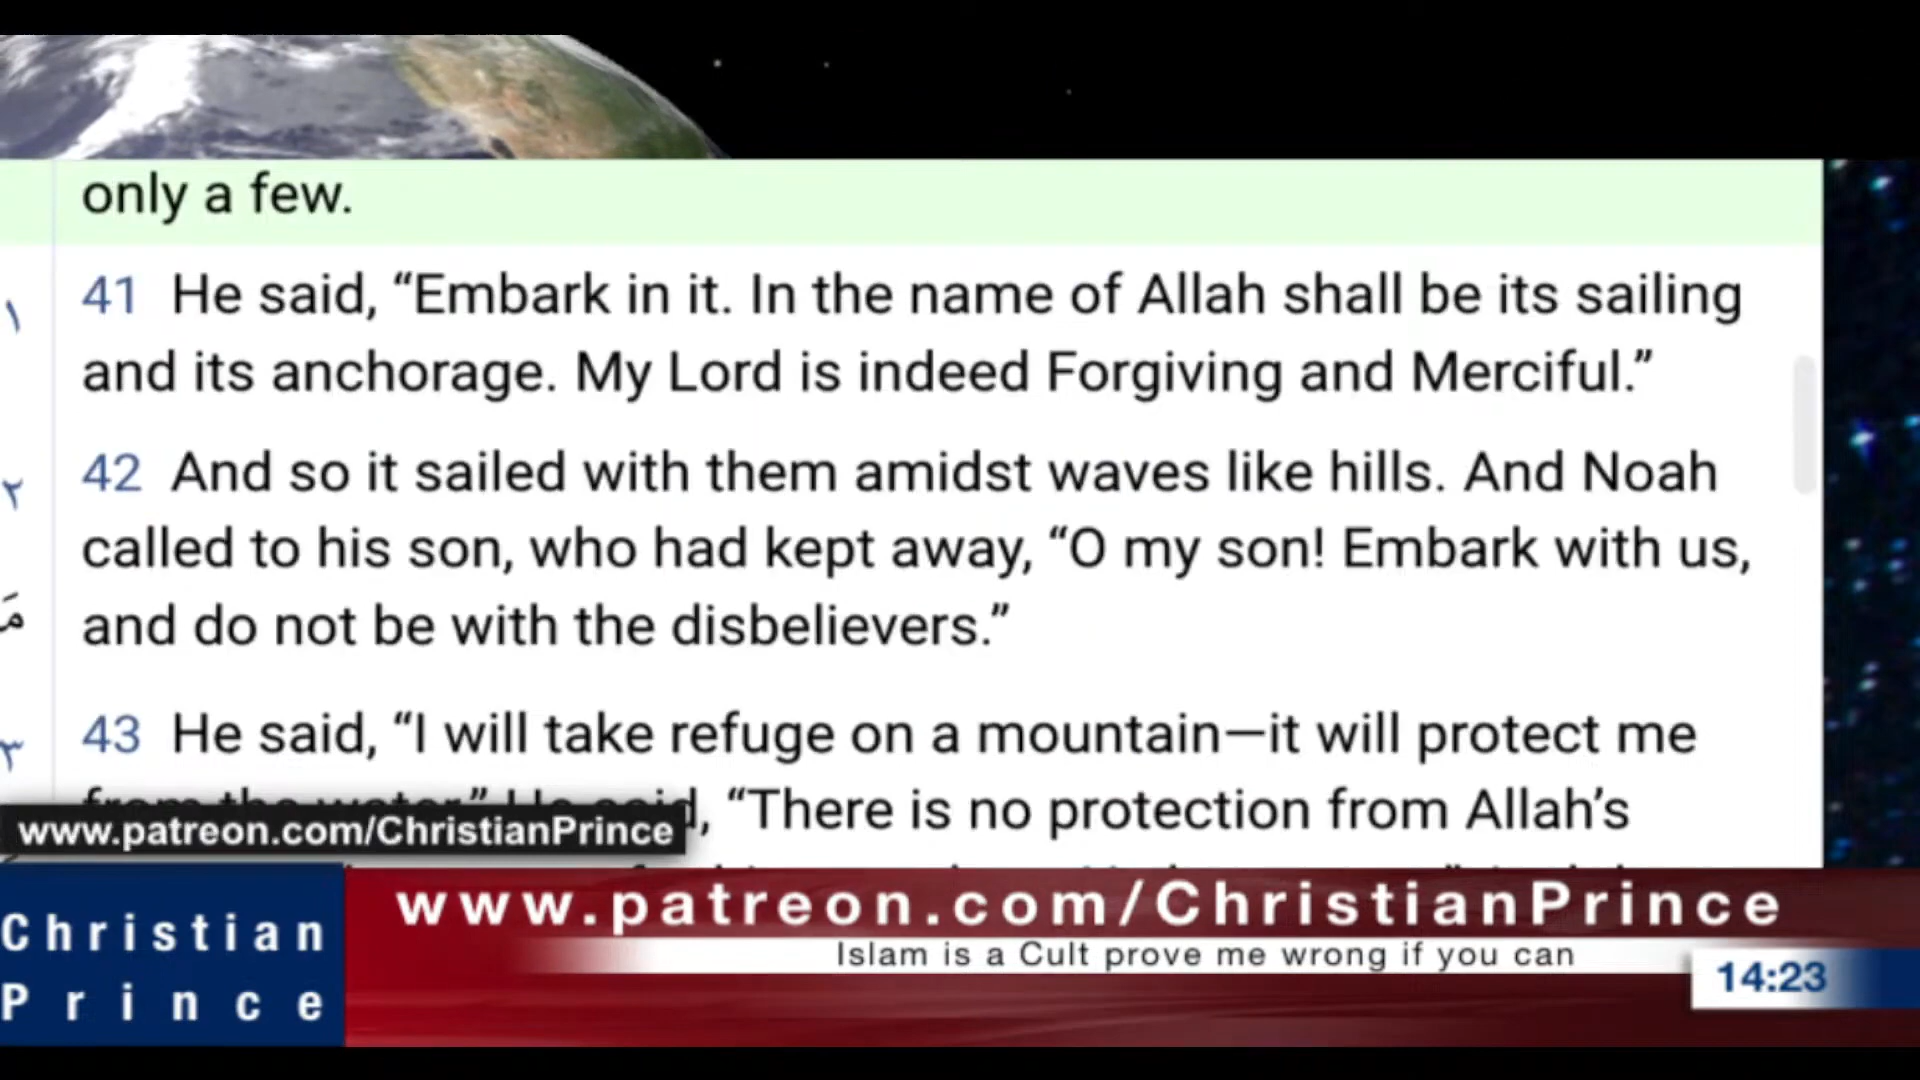 only a few.
41 He said, “Embark in it. In the name of Allah shall be its sailing
and its anchorage. My Lord is indeed Forgiving and Merciful.”
42 And so it sailed with them amidst waves like hills. And Noah
called to his son, who had kept away, “O my son! Embark with us,
and do not be with the disbelievers.”
43 He said, “I will take refuge on a mountain—it will protect me
from the water.” He said, “There is no protection from Allah’s
www.patreon.com/ChristianPrince
www.patreon.com/ChristianPrince
Islam is a Cult prove me wrong if you can
Christian
Prince
14:23